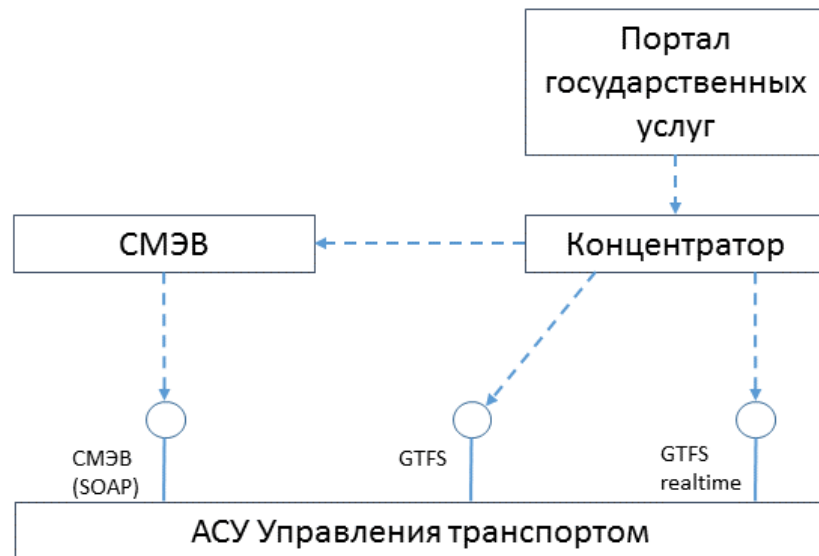 Портал
государственных
услуг
СМЭВ
Концентратор
СМЭВ
(SOAP)
GTFS
GTFS
realtime
АСУ Управления транспортом